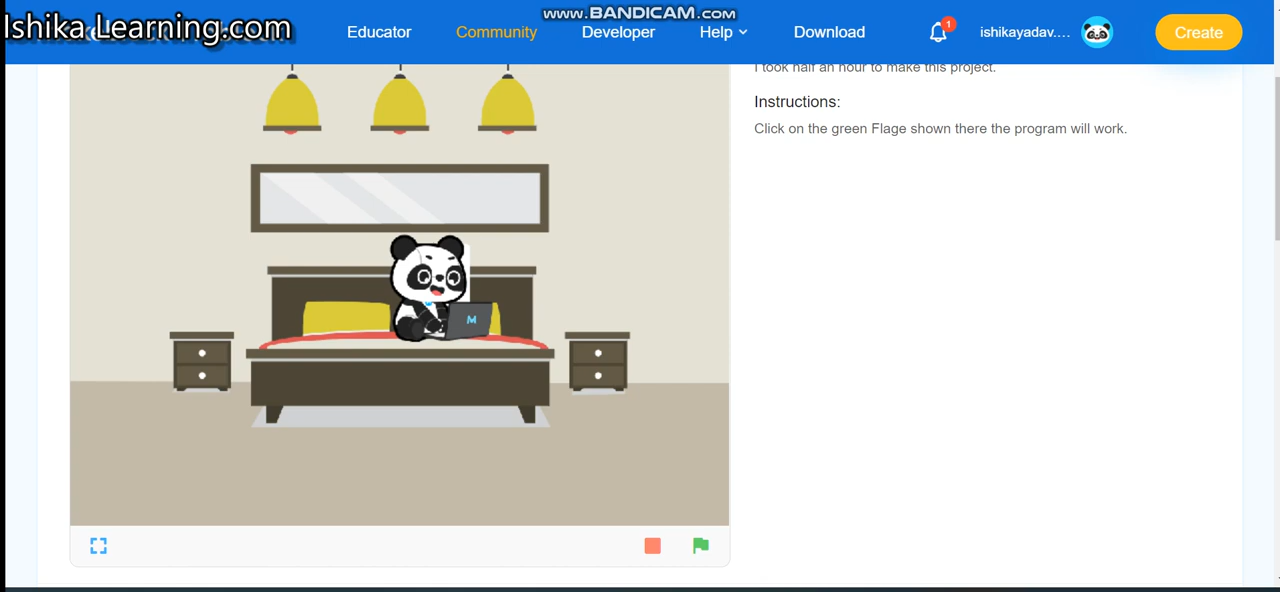 www.BANDICAM.com
Ishika Learning.com
Educator Community Developer Help Download 1 ishikayadav.... Create
I took half an hour to make this project.
Instructions:
Click on the green Flage shown there the program will work.
M